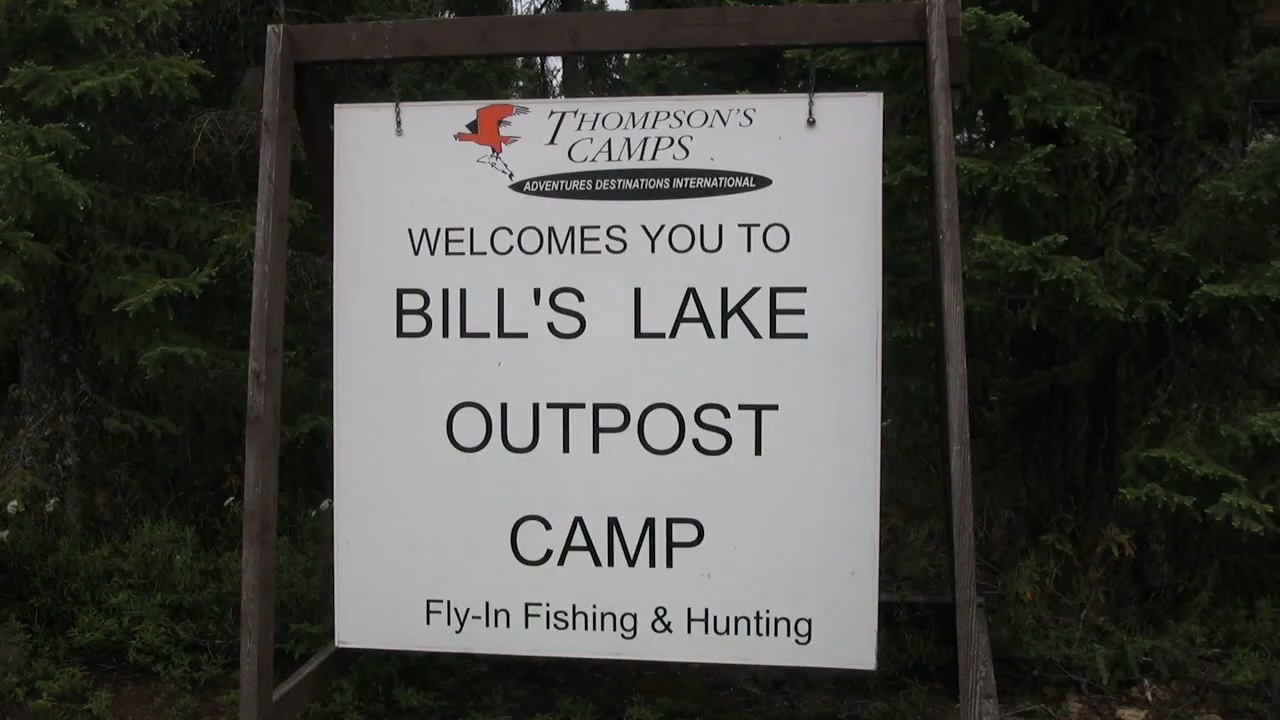 THOMPSON'S
CAMPS
ADVENTURES DESTINATIONS INTERNATIONAL
WELCOMES YOU TO
BILL'S LAKE
OUTPOST
CAMP
Fly-In Fishing & Hunting